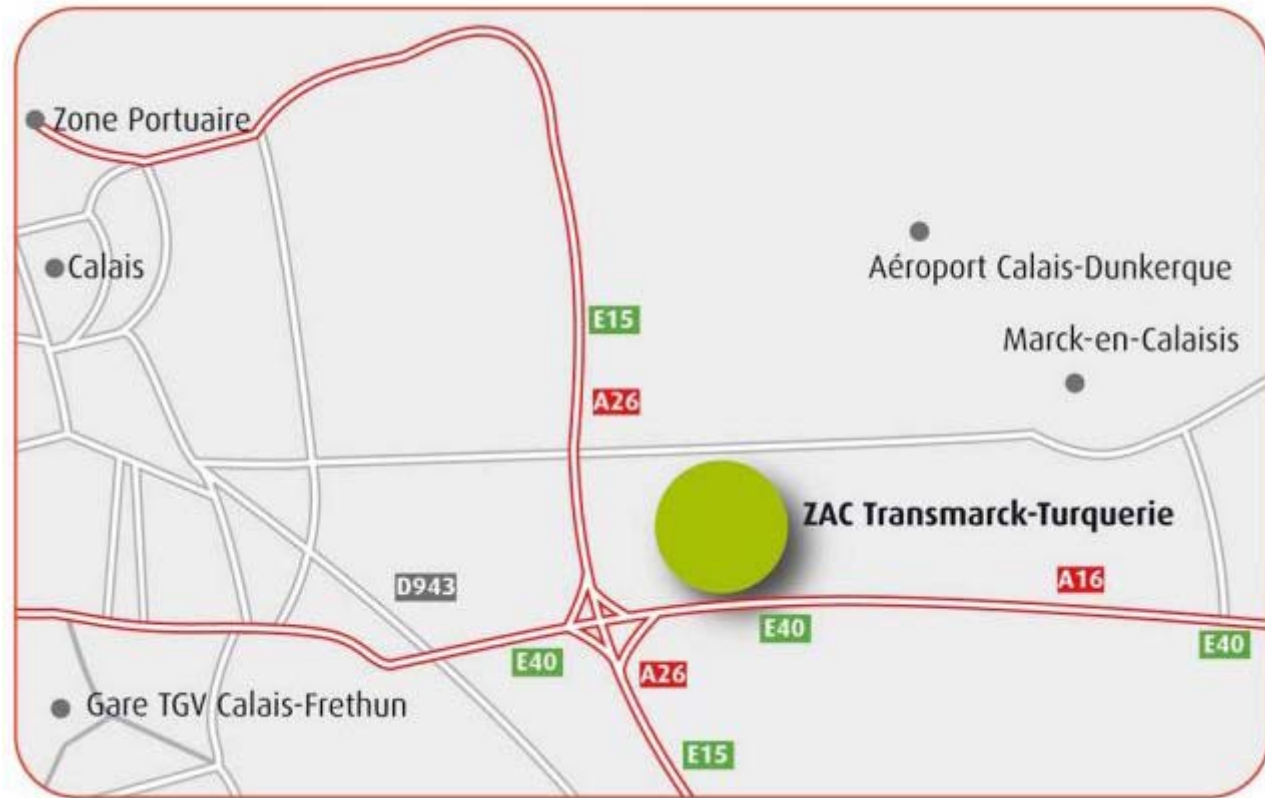 Zone Portuaire
Calais
Aéroport Calais-Dunkerque
E15
Marck-en-Calaisis
A26
ZAC Transmarck-Turquerie
D943
A16
E40
E40
E40
A26
Gare TGV Calais-Frethun
E15